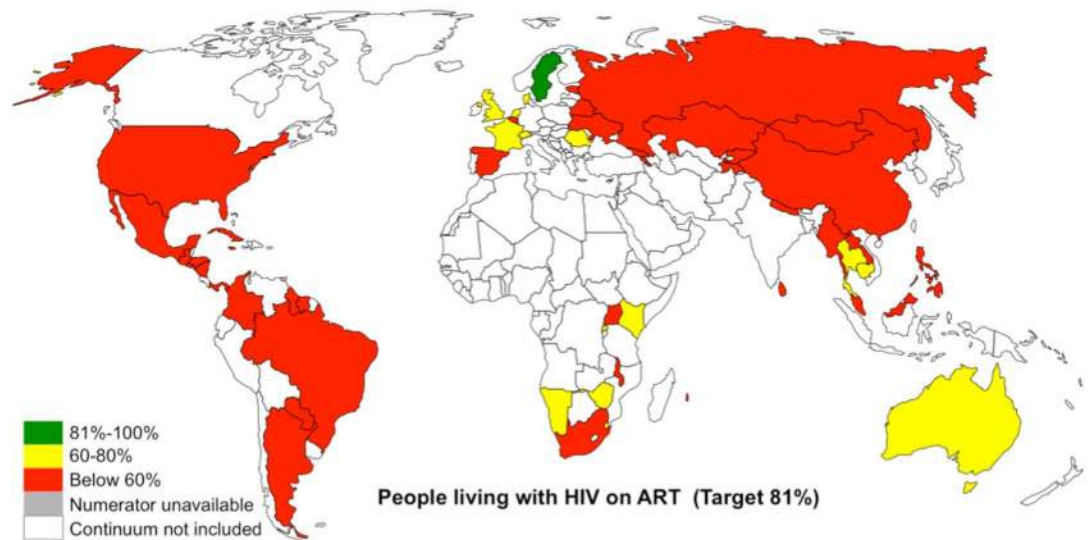 81%-100%
60-80%
Below 60%
Numerator unavailable
Continuum not included
People living with HIV on ART (Target 81%)